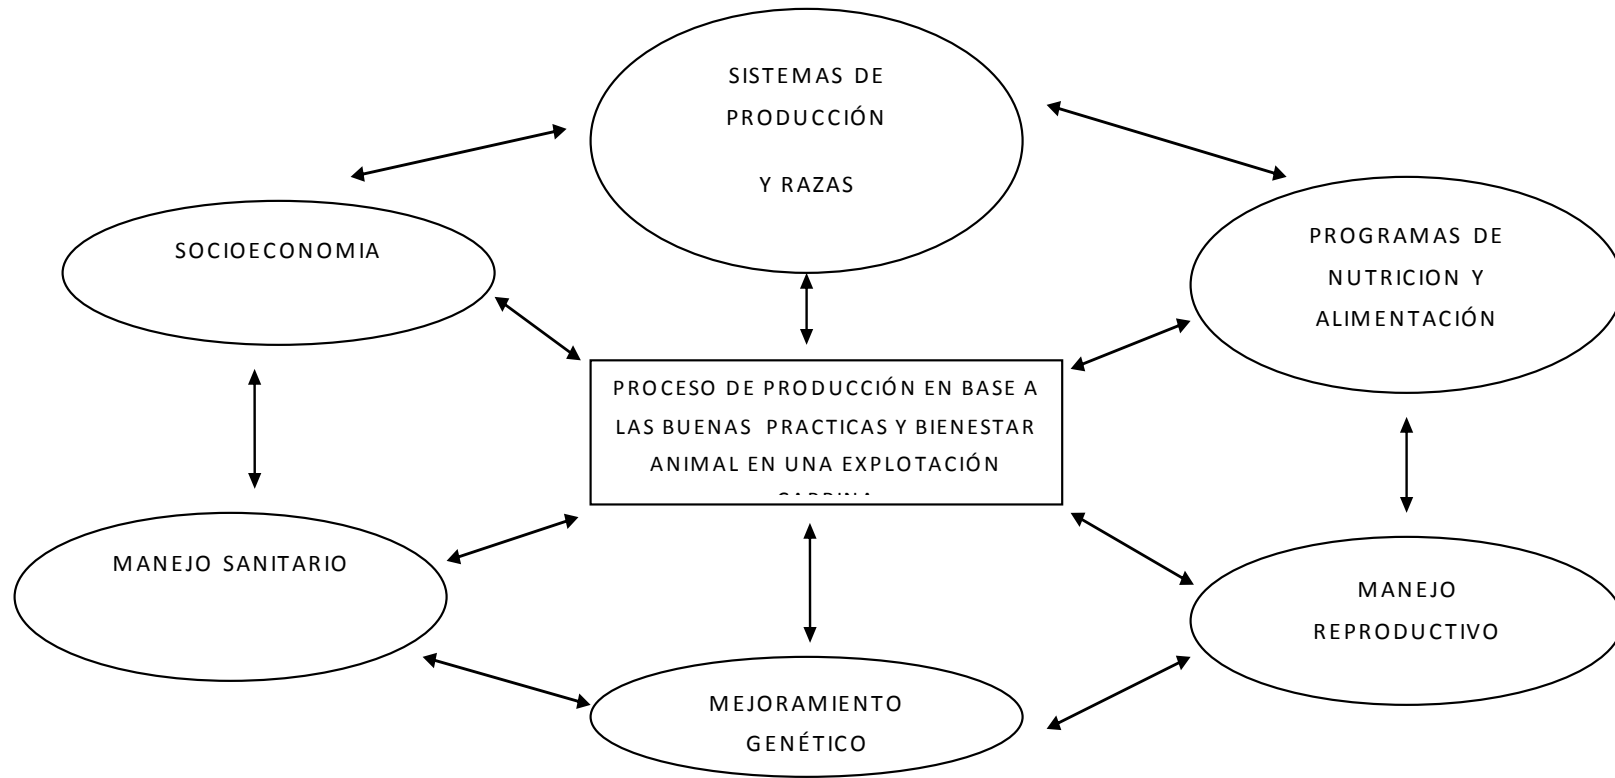 SISTEMAS DE
PRODUCCIÓN
Y RAZAS
SOCIOECONOMIA
PROGRAMAS DE
NUTRICION Y
ALIMENTACIÓN
PROCESO DE PRODUCCIÓN EN BASE A
LAS BUENAS PRACTICAS Y BIENESTAR
ANIMAL EN UNA EXPLOTACIÓN
MANEJO SANITARIO
MANEJO
REPRODUCTIVO
MEJORAMIENTO
GENÉTICO